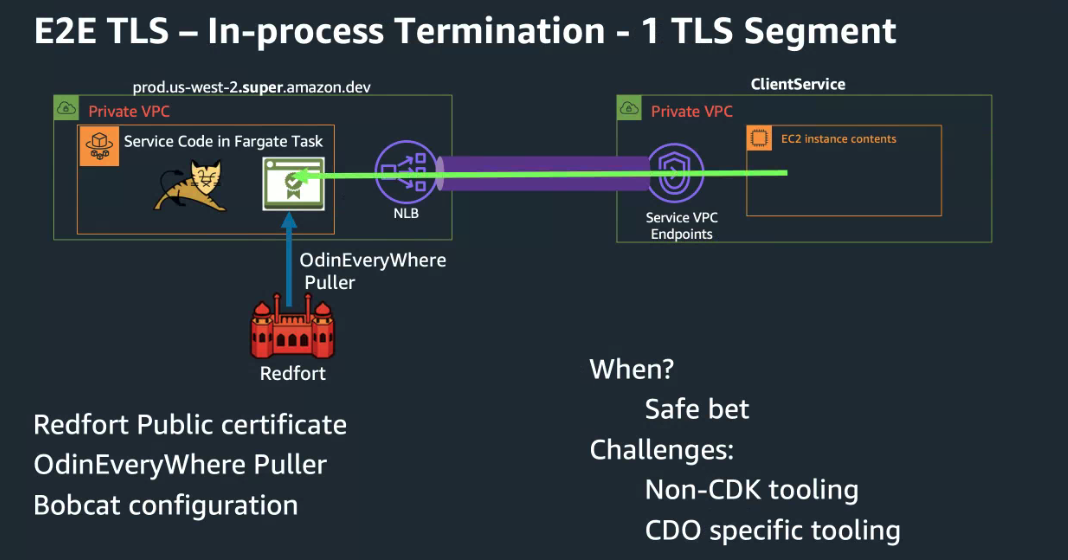 E2E TLS – In-process Termination - 1 TLS Segment
prod.us-west-2.super.amazon.dev
Private VPC
Service Code in Fargate Task
NLB
OdinEveryWhere
Puller
Redfort
ClientService
Private VPC
EC2 instance contents
Service VPC
Endpoints
Redfort Public certificate
OdinEveryWhere Puller
Bobcat configuration
When?
Safe bet
Challenges:
Non-CDK tooling
CDO specific tooling